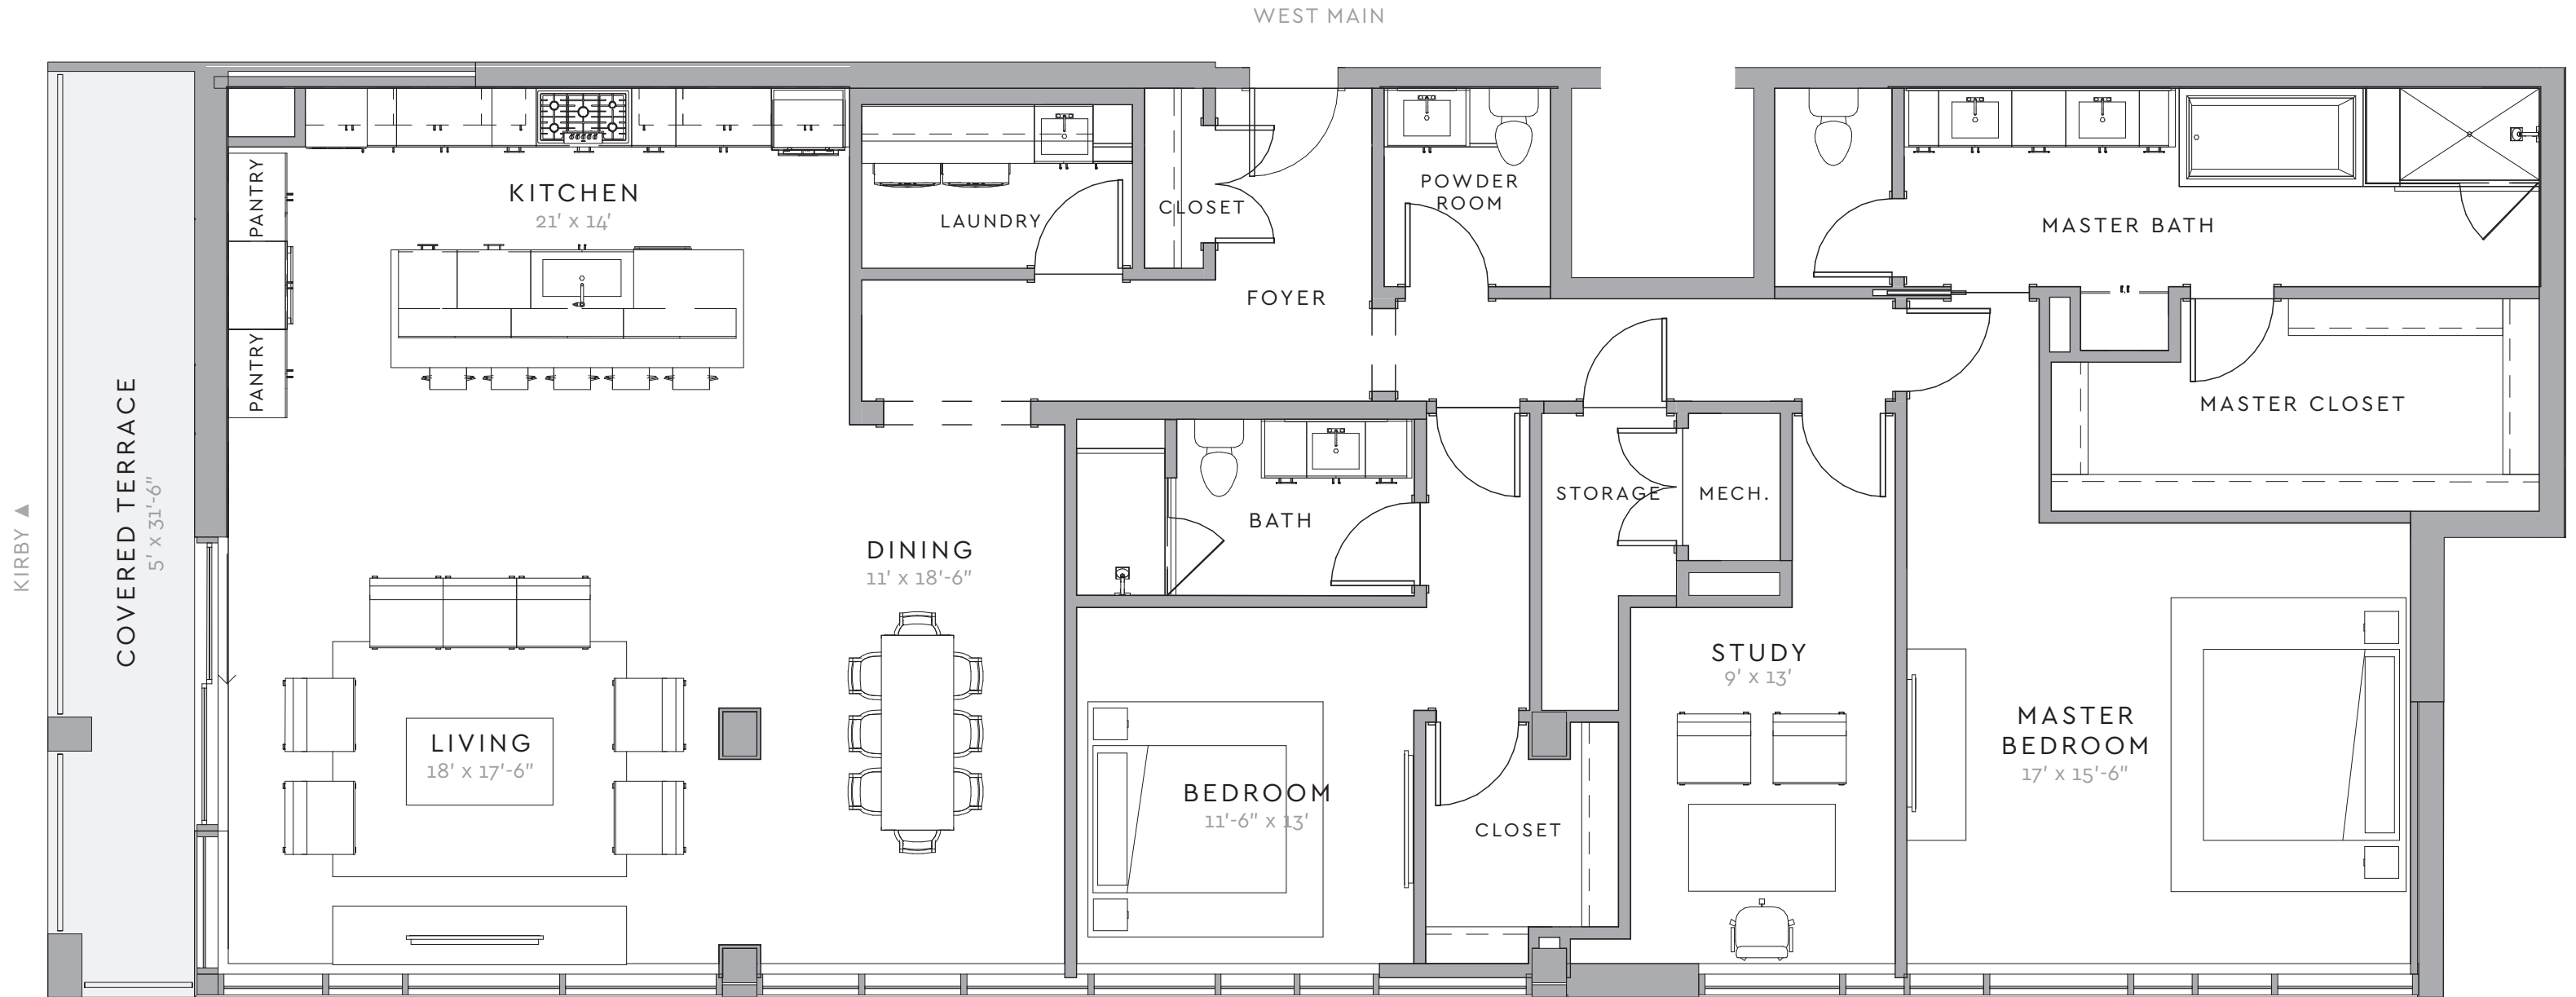 WEST MAIN
KIRBY ▲
COVERED TERRACE
5' x 31'-6"
PANTRY
PANTRY
KITCHEN
21' x 14'
LAUNDRY
CLOSET
FOYER
POWDER
ROOM
MASTER BATH
MASTER CLOSET
DINING
11' x 18'-6"
BATH
STORAGE
MECH.
LIVING
18' x 17'-6"
BEDROOM
11'-6" x 13'
CLOSET
STUDY
9' x 13'
MASTER
BEDROOM
17' x 15'-6"